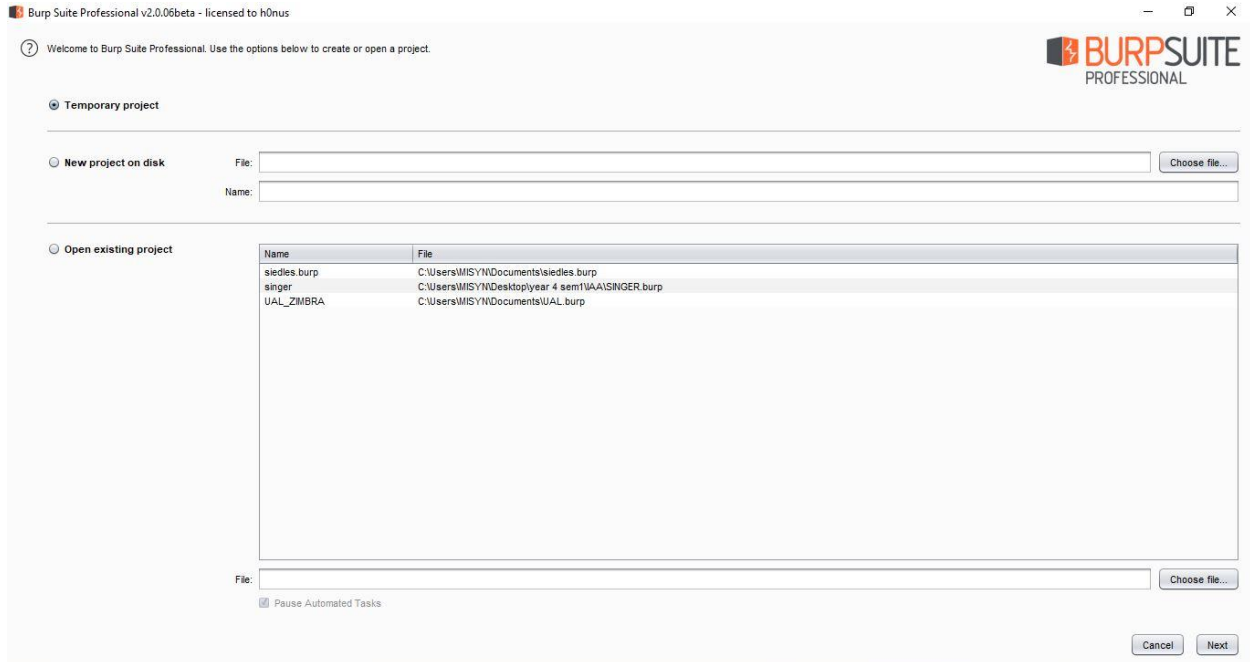 Burp Suite Professional v2.0.06beta - licensed to h0nus
? Welcome to Burp Suite Professional. Use the options below to create or open a project.
BURPSUITE
PROFESSIONAL
Temporary project
New project on disk File: Choose file...
Name:
Open existing project
Name File
siedles.burp C:\Users\MISYN\Documents\siedles.burp
singer C:\Users\MISYN\Desktop\year 4 sem1\IAA\SINGER.burp
UAL_ZIMBRA C:\Users\MISYN\Documents\UAL.burp
File: Choose file...
Pause Automated Tasks
Cancel Next